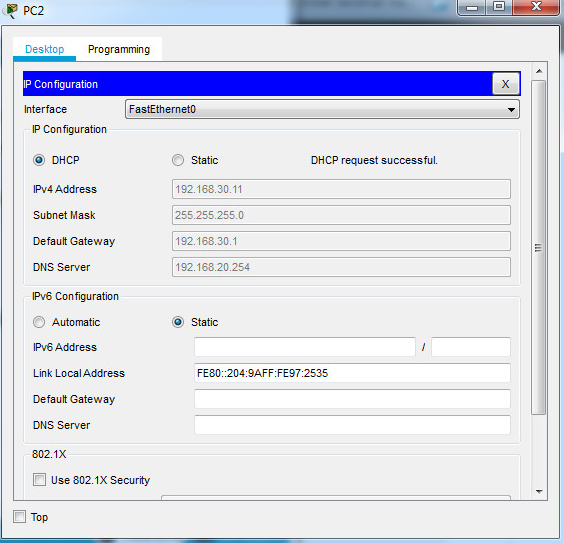 PC2
Desktop Programming
IP Configuration X
Interface FastEthernet0
IP Configuration
DHCP Static DHCP request successful.
IPv4 Address 192.168.30.11
Subnet Mask 255.255.255.0
Default Gateway 192.168.30.1
DNS Server 192.168.20.254
IPv6 Configuration
Automatic Static
IPv6 Address /
Link Local Address FE80::204:9AFF:FE97:2535
Default Gateway
DNS Server
802.1X
Use 802.1X Security
Top